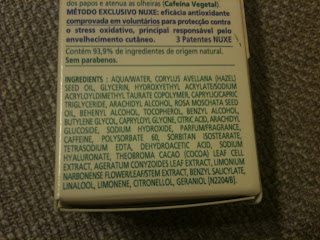 dos papos e atenua as olheiras (Cafeína Vegetal)
MÉTODO EXCLUSIVO NUXE: eficácia antioxidante
comprovada em voluntários para protecção contra
o stress oxidativo, principal responsável pelo
envelhecimento cutâneo. 3 Patentes NUXE
Contém 93,9% de ingredientes de origem natural.
Sem parabenos.
INGREDIENTS : AQUA/WATER, CORYLUS AVELLANA (HAZEL)
SEED OIL, GLYCERIN, HYDROXYETHYL ACRYLATE/SODIUM
ACRYLOYLDIMETHYL TAURATE COPOLYMER, CAPRYLIC/CAPRIC
TRIGLYCERIDE, ARACHIDYL ALCOHOL, ROSA MOSCHATA SEED
OIL, BEHENYL ALCOHOL, TOCOPHEROL, BENZYL ALCOHOL,
BUTYLENE GLYCOL, CAPRYLOYL GLYCINE, CITRIC ACID, ARACHIDYL
GLUCOSIDE, SODIUM HYDROXIDE, PARFUM/FRAGRANCE,
CAFFEINE, POLYSORBATE 60, SORBITAN ISOSTEARATE,
TETRASODIUM EDTA, DEHYDROACETIC ACID, SODIUM
HYALURONATE, THEOBROMA CACAO (COCOA) LEAF CELL
EXTRACT, AGERATUM CONYZOIDES LEAF EXTRACT, LIMONIUM
NARBONENSE FLOWER/LEAF/STEM EXTRACT, BENZYL SALICYLATE,
LINALOOL, LIMONENE, CITRONELLOL, GERANIOL [N2204/B].